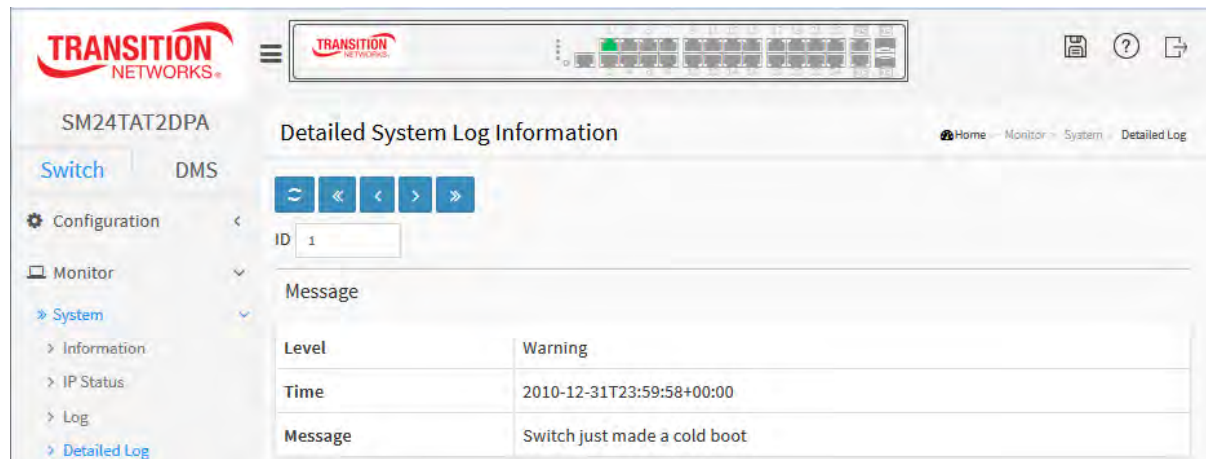 TRANSITION
NETWORKS®
TRANSITION
NETWORKS
SM24TAT2DPA
Switch DMS
Configuration
Monitor
System
Information
IP Status
Log
Detailed Log
Detailed System Log Information
Home Monitor System Detailed Log
ID 1
Message
Level Warning
Time 2010-12-31T23:59:58+00:00
Message Switch just made a cold boot